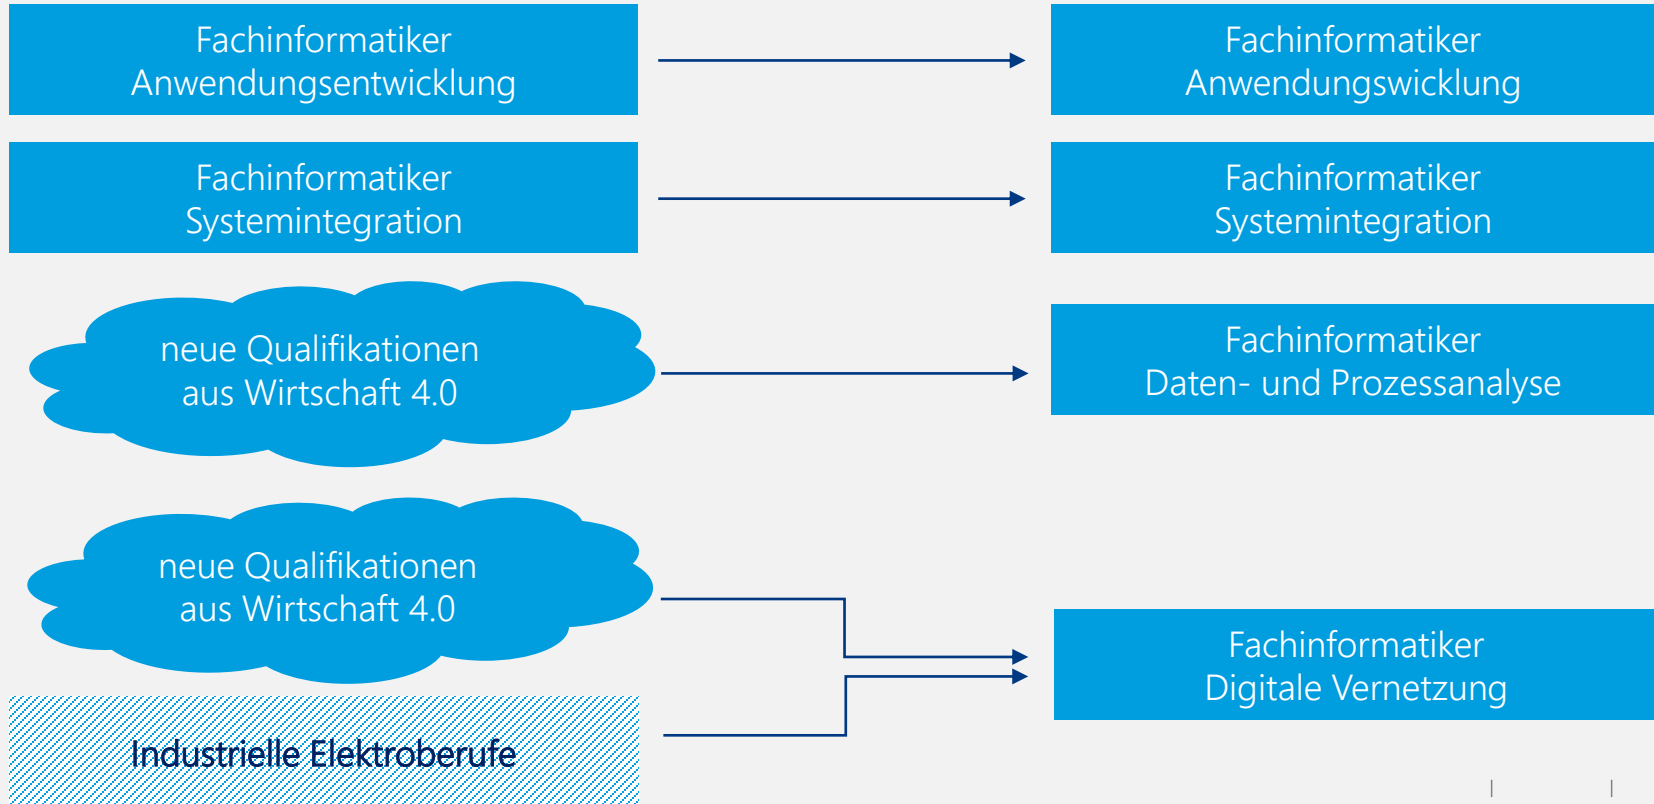 Fachinformatiker
Anwendungsentwicklung
Fachinformatiker
Anwendungswicklung
Fachinformatiker
Systemintegration
Fachinformatiker
Systemintegration
neue Qualifikationen
aus Wirtschaft 4.0
Fachinformatiker
Daten- und Prozessanalyse
neue Qualifikationen
aus Wirtschaft 4.0
Fachinformatiker
Digitale Vernetzung
Industrielle Elektroberufe